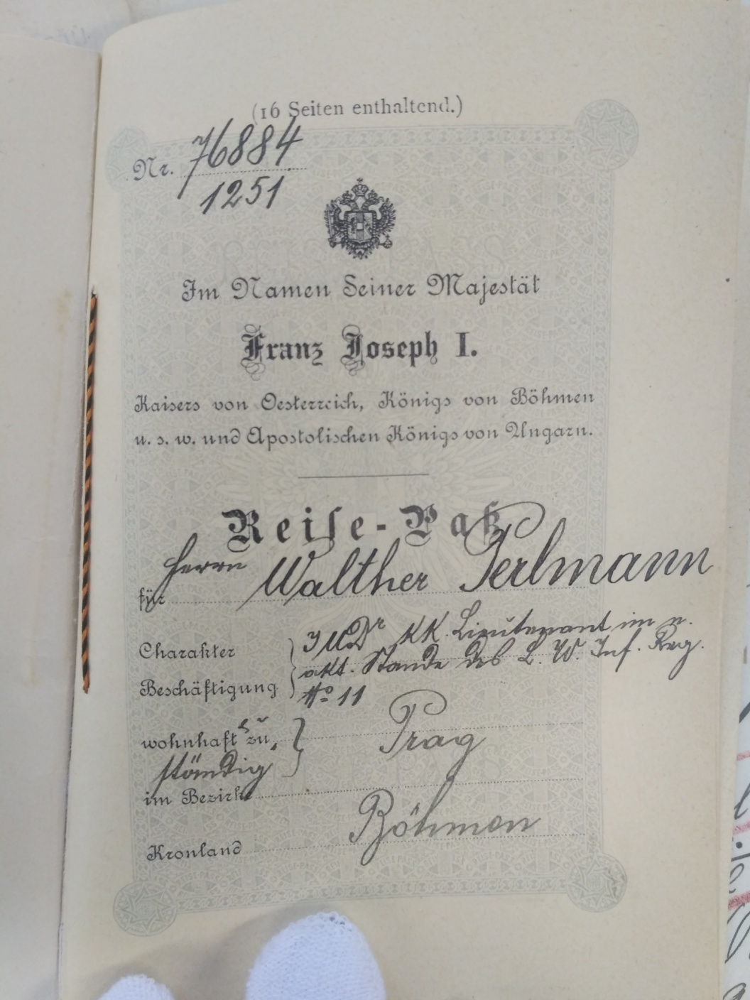 (16 Seiten enthaltend.)
Nr. 76884
1251
Im Namen Seiner Majestät
Franz Joseph I.
Kaisers von Oesterreich, Königs von Böhmen
u. s. w. und Apostolischen Königs von Ungarn.
Reise-Paß
für Herrn Walther Perlmann
Charakter JUDr KK. Lieutenant im n.
akt. Stande des L. W. Inf. Reg.
Beschäftigung No 11
wohnhaft zu,
ständig Prag
im Bezirke
Kronland Böhmen